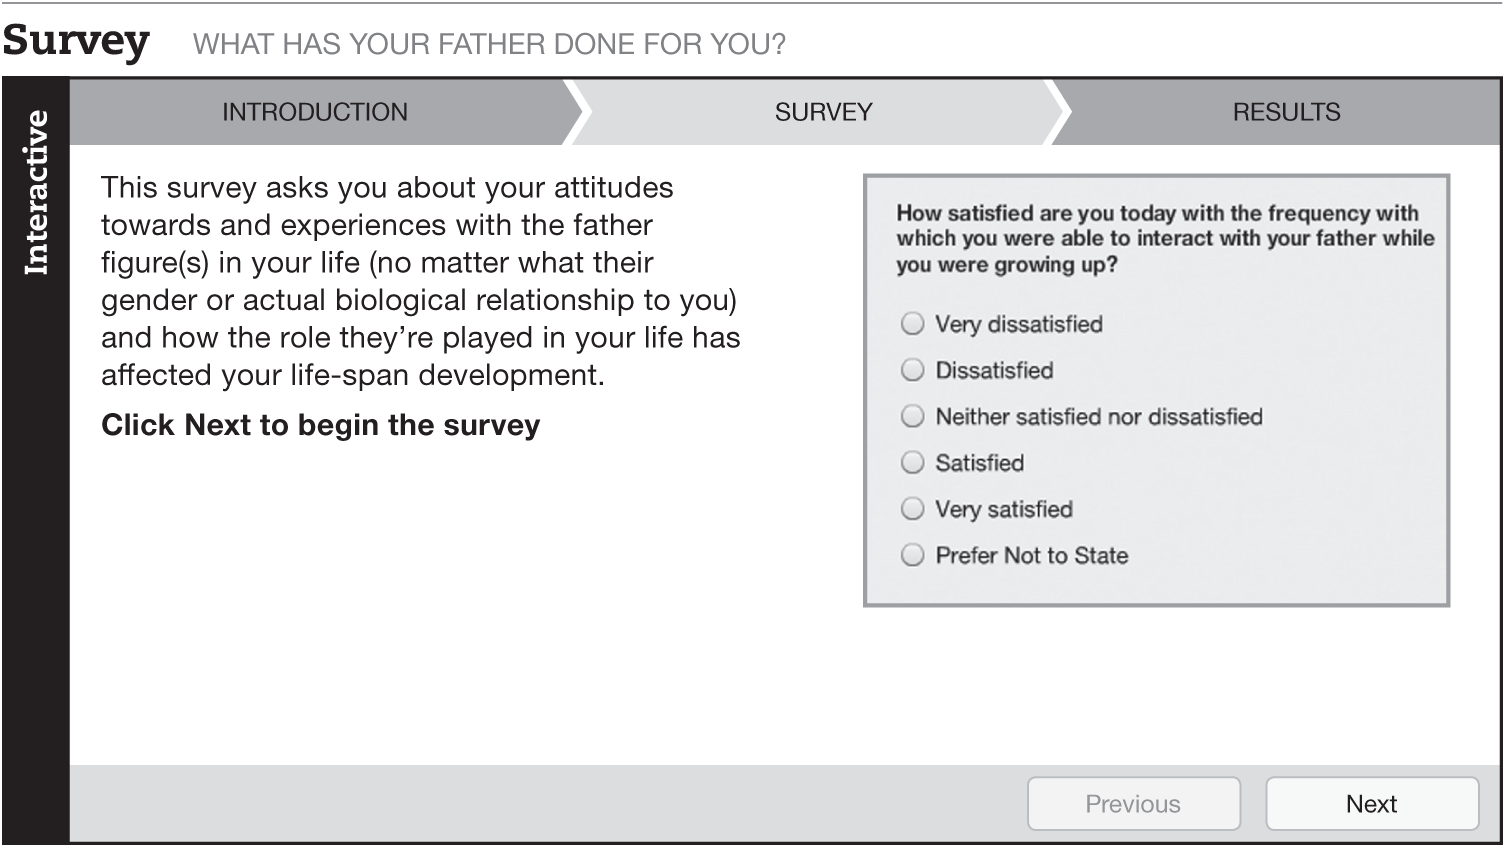 Survey WHAT HAS YOUR FATHER DONE FOR YOU?
Interactive
INTRODUCTION SURVEY RESULTS
This survey asks you about your attitudes
towards and experiences with the father
figure(s) in your life (no matter what their
gender or actual biological relationship to you)
and how the role they’re played in your life has
affected your life-span development.
Click Next to begin the survey
How satisfied are you today with the frequency with
which you were able to interact with your father while
you were growing up?
Very dissatisfied
Dissatisfied
Neither satisfied nor dissatisfied
Satisfied
Very satisfied
Prefer Not to State
Previous Next